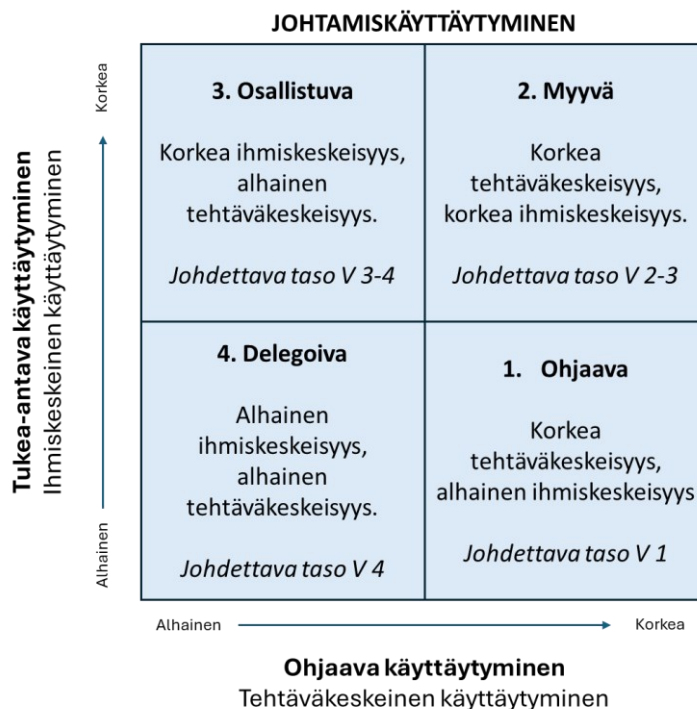 JOHTAMISKÄYTTÄYTYMINEN
Korkea
Tukea-antava käyttäytyminen
Ihmiskeskeinen käyttäytyminen
Alhainen
3. Osallistuva
Korkea ihmiskeskeisyys,
alhainen
tehtäväkeskeisyys.
Johdettava taso V 3-4
2. Myyvä
Korkea
tehtäväkeskeisyys,
korkea ihmiskeskeisyys.
Johdettava taso V 2-3
4. Delegoiva
Alhainen
ihmiskeskeisyys,
alhainen
tehtäväkeskeisyys.
Johdettava taso V 4
1. Ohjaava
Korkea
tehtäväkeskeisyys,
alhainen ihmiskeskeisyys
Johdettava taso V 1
Alhainen
Korkea
Ohjaava käyttäytyminen
Tehtäväkeskeinen käyttäytyminen